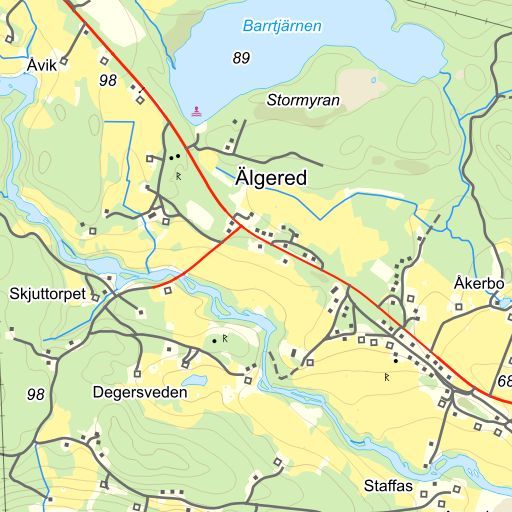 Barrtjärnen
Åvik
98
89
Stormyran
R
Älgered
Skjuttorpet
Åkerbo
R
98
Degersveden
R
68
Staffas